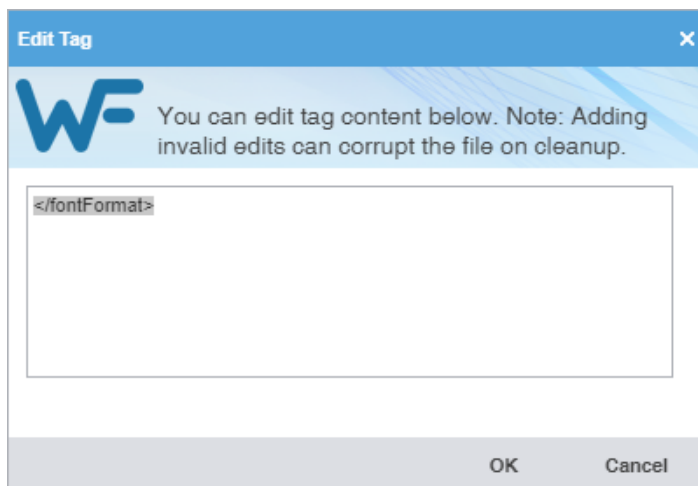 Edit Tag
WF
You can edit tag content below. Note: Adding
invalid edits can corrupt the file on cleanup.
</fontFormat>
OK Cancel